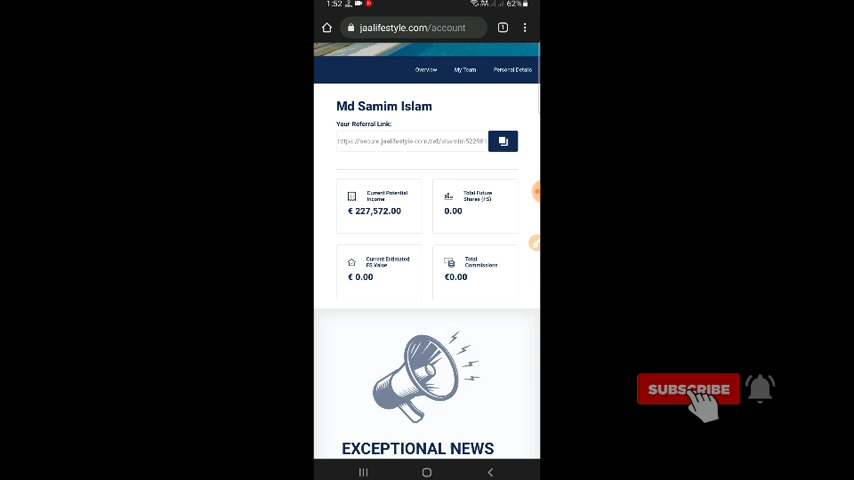 1:52
62%
jaalifestyle.com/account
1
Overview My Team Personal Details
Md Samim Islam
Your Referral Link:
Current Potential Income
€ 227,572.00
Total Future Shares (FS)
0.00
Current Estimated FS Value
€ 0.00
Total Commissions
€0.00
EXCEPTIONAL NEWS
SUBSCRIBE